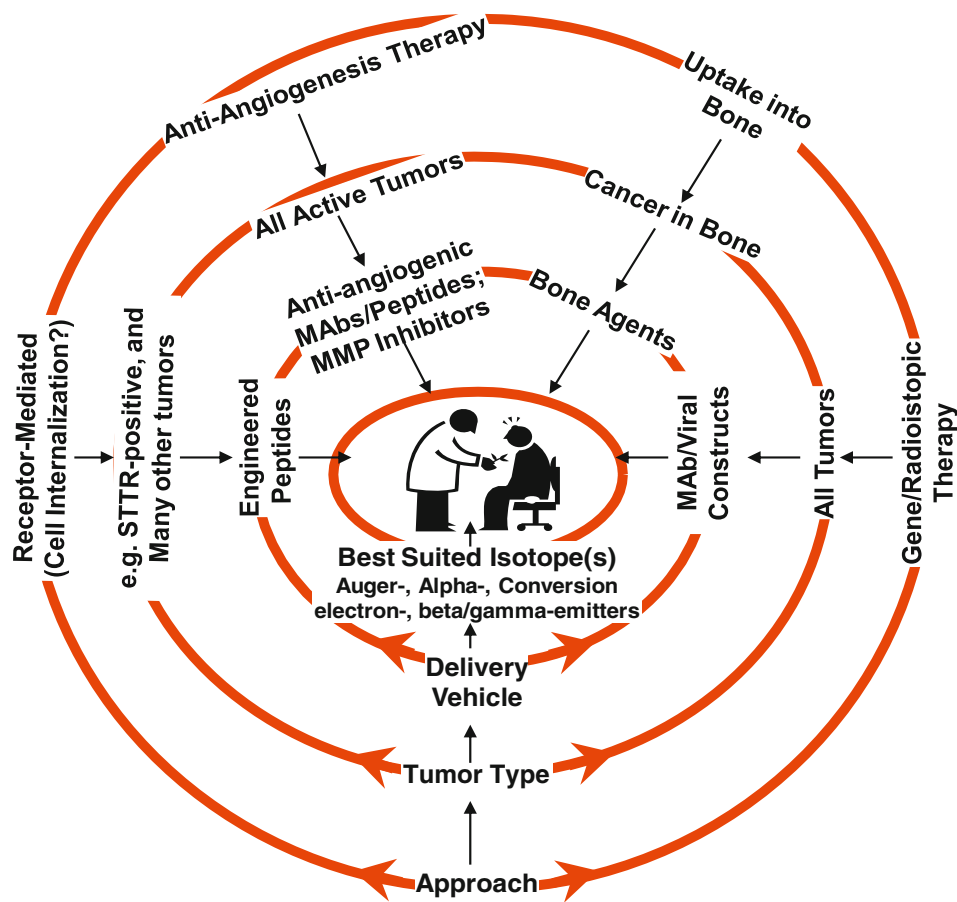 Anti-Angiogenesis Therapy
Uptake into
Bone
All Active Tumors
Cancer in Bone
Anti-angiogenic
MAbs/Peptides;
MMP Inhibitors
Bone Agents
Receptor-Mediated
(Cell Internalization?)
e.g. STTR-positive, and
Many other tumors
Engineered
Peptides
MAb/Viral
Constructs
All Tumors
Gene/Radioistopic
Therapy
Best Suited Isotope(s)
Auger-, Alpha-, Conversion
electron-, beta/gamma-emitters
Delivery
Vehicle
Tumor Type
Approach